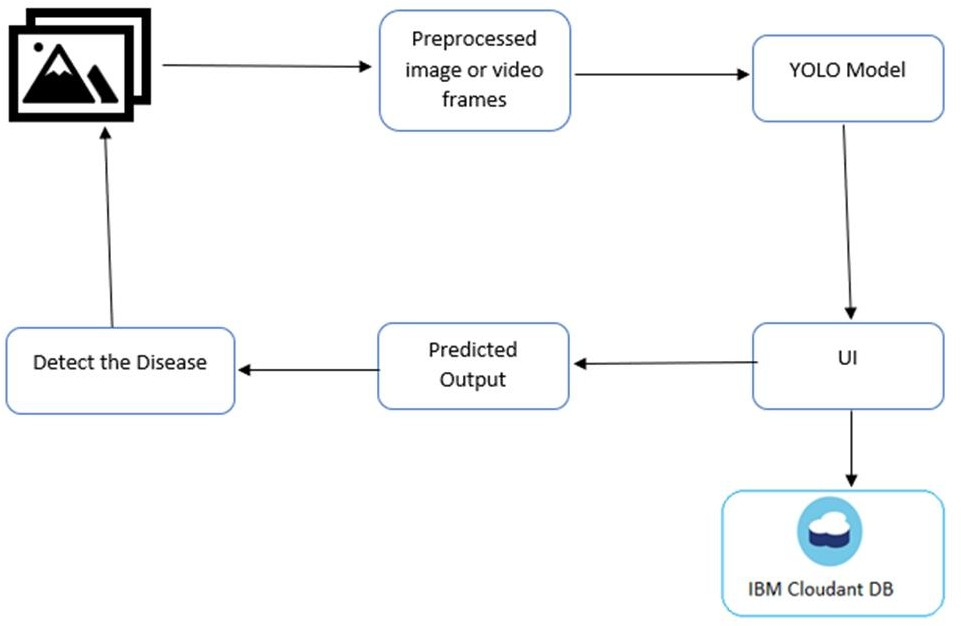 Preprocessed
image or video
frames
YOLO Model
Detect the Disease
Predicted
Output
UI
IBM Cloudant DB